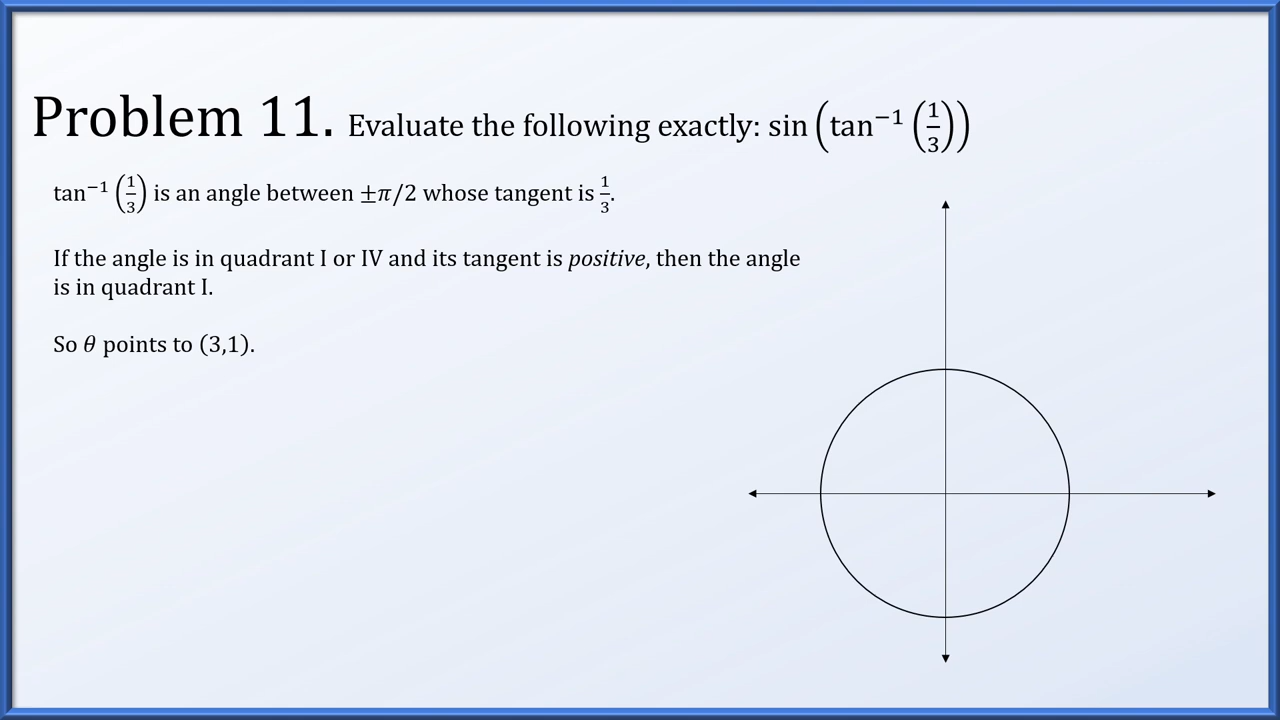 Problem 11. Evaluate the following exactly: sin (tan⁻¹ (1/3))
tan⁻¹ (1/3) is an angle between ±π/2 whose tangent is 1/3.
If the angle is in quadrant I or IV and its tangent is positive, then the angle
is in quadrant I.
So θ points to (3,1).